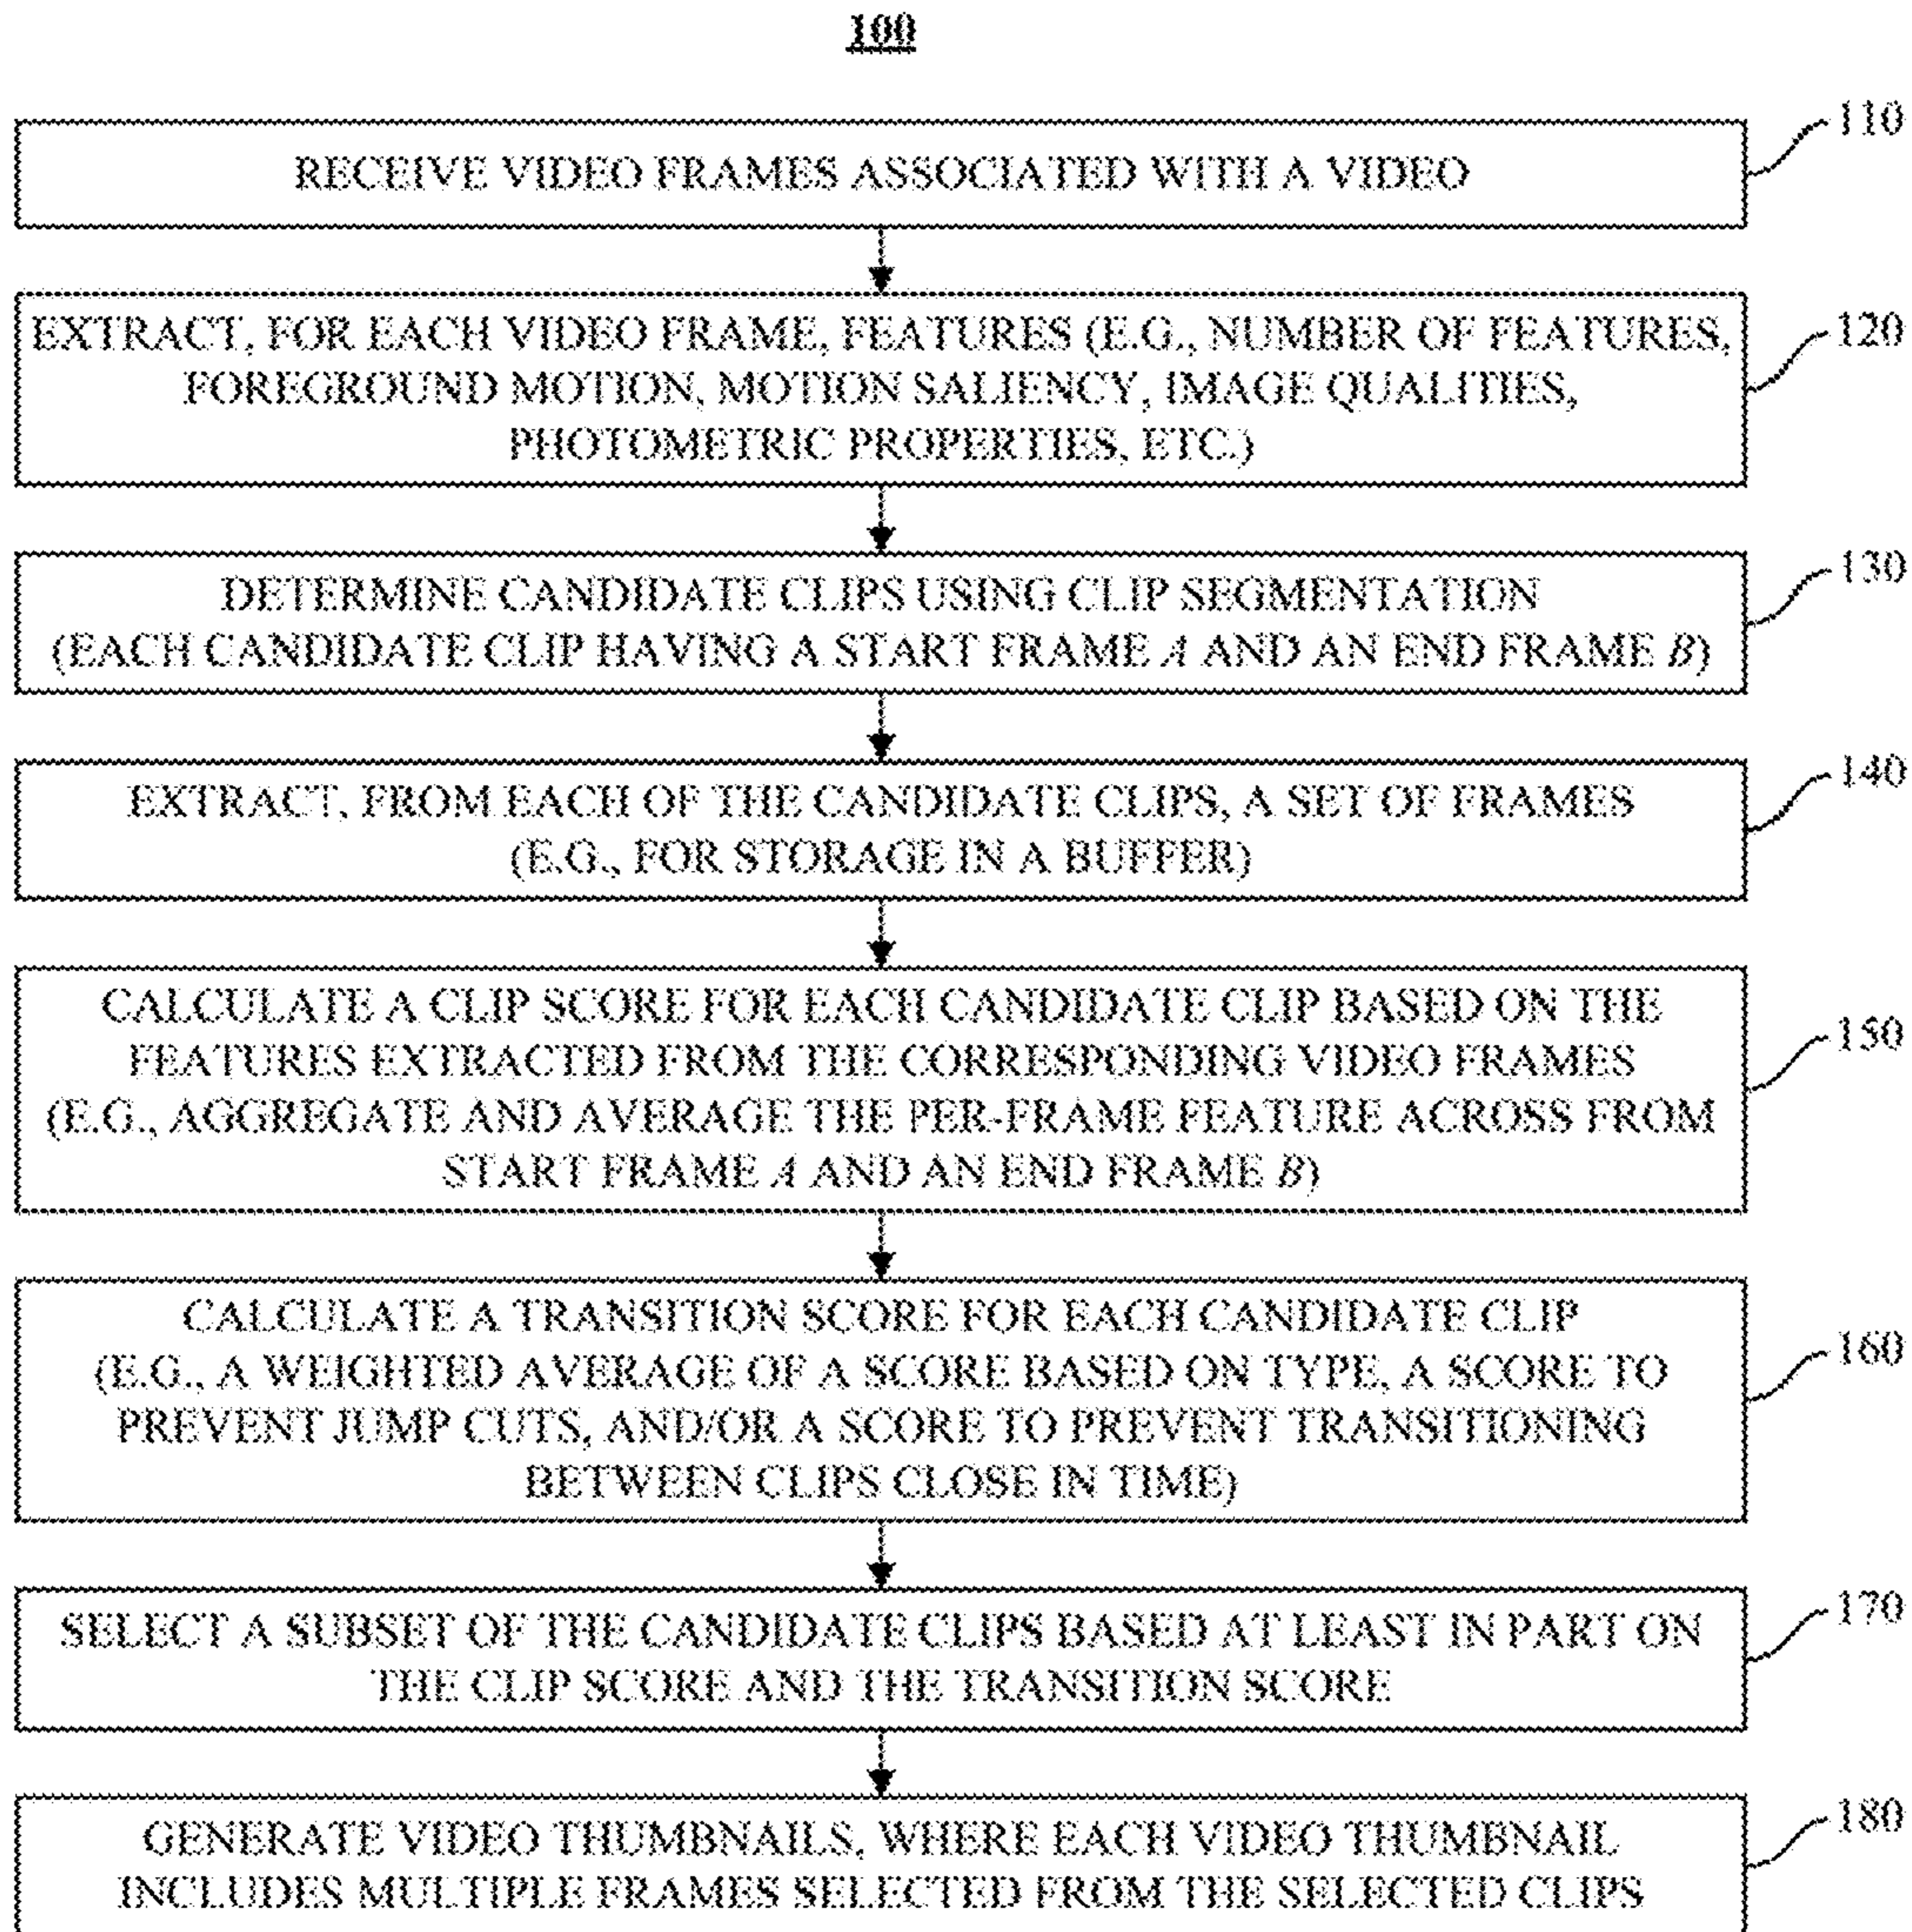 100
110
RECEIVE VIDEO FRAMES ASSOCIATED WITH A VIDEO
120
EXTRACT, FOR EACH VIDEO FRAME, FEATURES (E.G., NUMBER OF FEATURES,
FOREGROUND MOTION, MOTION SALIENCY, IMAGE QUALITIES,
PHOTOMETRIC PROPERTIES, ETC.)
130
DETERMINE CANDIDATE CLIPS USING CLIP SEGMENTATION
(EACH CANDIDATE CLIP HAVING A START FRAME A AND AN END FRAME B)
140
EXTRACT, FROM EACH OF THE CANDIDATE CLIPS, A SET OF FRAMES
(E.G., FOR STORAGE IN A BUFFER)
150
CALCULATE A CLIP SCORE FOR EACH CANDIDATE CLIP BASED ON THE
FEATURES EXTRACTED FROM THE CORRESPONDING VIDEO FRAMES
(E.G., AGGREGATE AND AVERAGE THE PER-FRAME FEATURE ACROSS FROM
START FRAME A AND AN END FRAME B)
160
CALCULATE A TRANSITION SCORE FOR EACH CANDIDATE CLIP
(E.G., A WEIGHTED AVERAGE OF A SCORE BASED ON TYPE, A SCORE TO
PREVENT JUMP CUTS, AND/OR A SCORE TO PREVENT TRANSITIONING
BETWEEN CLIPS CLOSE IN TIME)
170
SELECT A SUBSET OF THE CANDIDATE CLIPS BASED AT LEAST IN PART ON
THE CLIP SCORE AND THE TRANSITION SCORE
180
GENERATE VIDEO THUMBNAILS, WHERE EACH VIDEO THUMBNAIL
INCLUDES MULTIPLE FRAMES SELECTED FROM THE SELECTED CLIPS